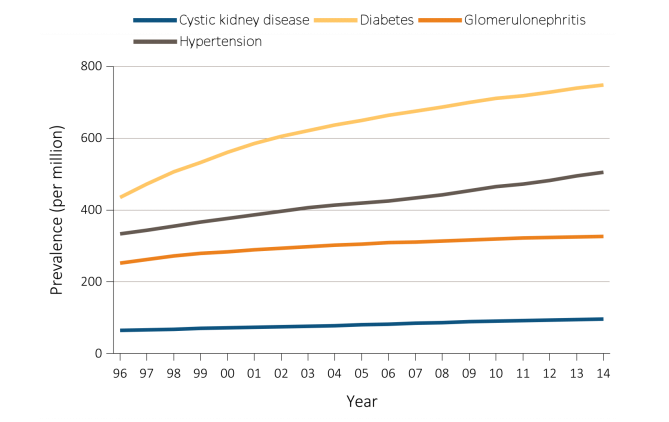 Cystic kidney disease Diabetes Glomerulonephritis
Hypertension
800
600
400
200
0
Prevalence (per million)
96 97 98 99 00 01 02 03 04 05 06 07 08 09 10 11 12 13 14
Year